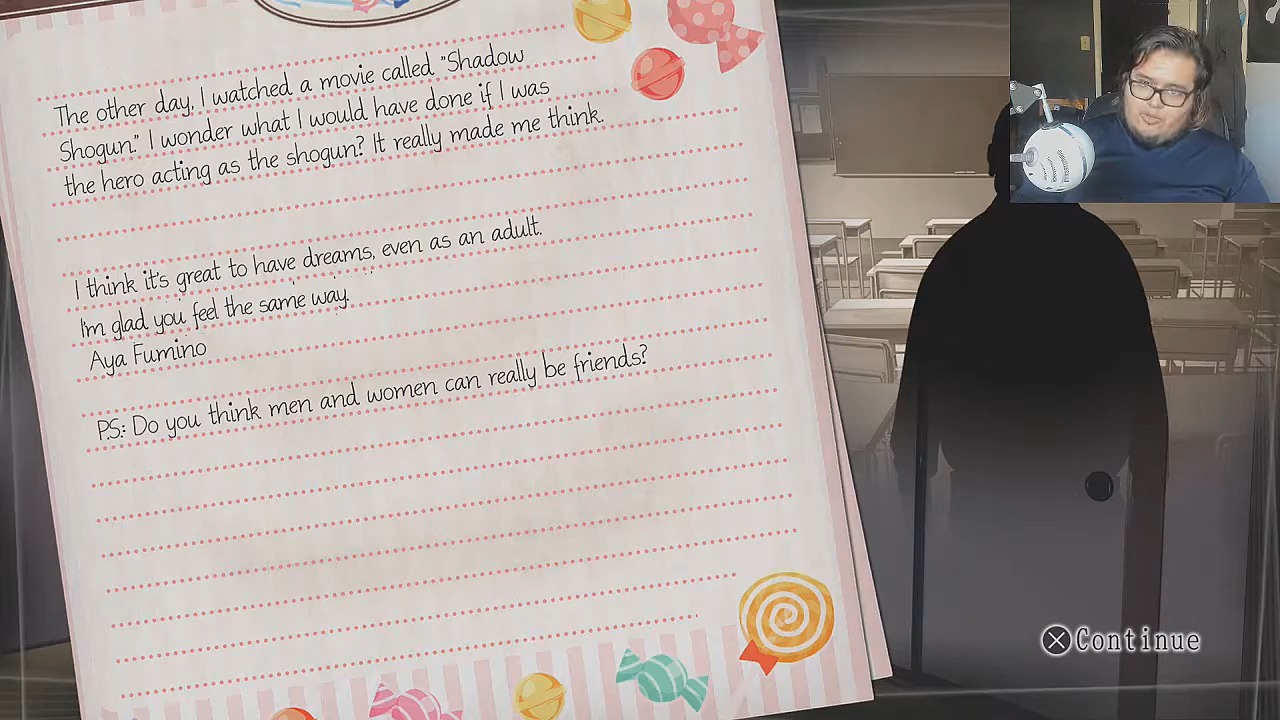 The other day, I watched a movie called "Shadow
Shogun." I wonder what I would have done if I was
the hero acting as the shogun? It really made me think.
I think it's great to have dreams, even as an adult.
I'm glad you feel the same way.
Aya Fumino
P.S.: Do you think men and women can really be friends?
Continue